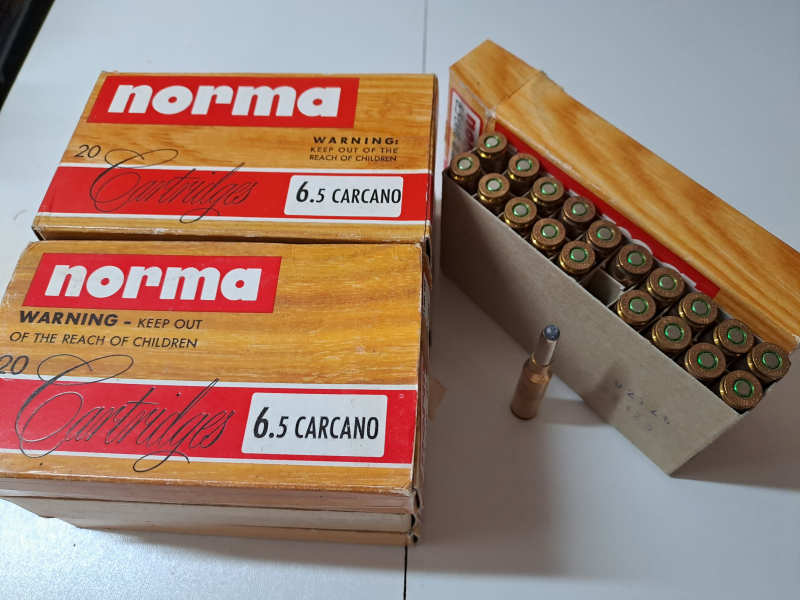 norma
WARNING:
KEEP OUT OF THE
REACH OF CHILDREN
20
Cartridges
6.5 CARCANO
norma
WARNING - KEEP OUT
OF THE REACH OF CHILDREN
20
Cartridges
6.5 CARCANO